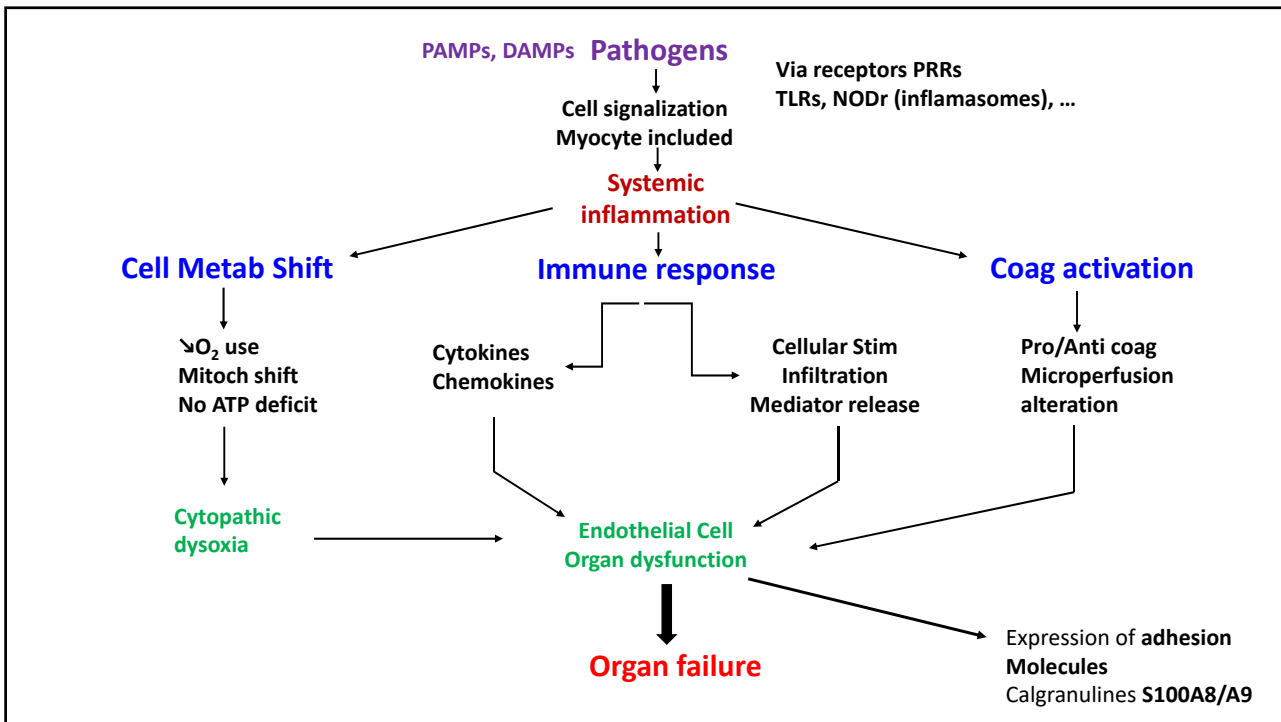 PAMPs, DAMPs Pathogens
Via receptors PRRs
TLRs, NODr (inflamasomes), ...
Cell signalization
Myocyte included
Systemic
inflammation
Cell Metab Shift
Immune response
Coag activation
↘O₂ use
Mitoch shift
No ATP deficit
Cytokines
Chemokines
Cellular Stim
Infiltration
Mediator release
Pro/Anti coag
Microperfusion
alteration
Cytopathic
dysoxia
Endothelial Cell
Organ dysfunction
Organ failure
Expression of adhesion
Molecules
Calgranulines S100A8/A9